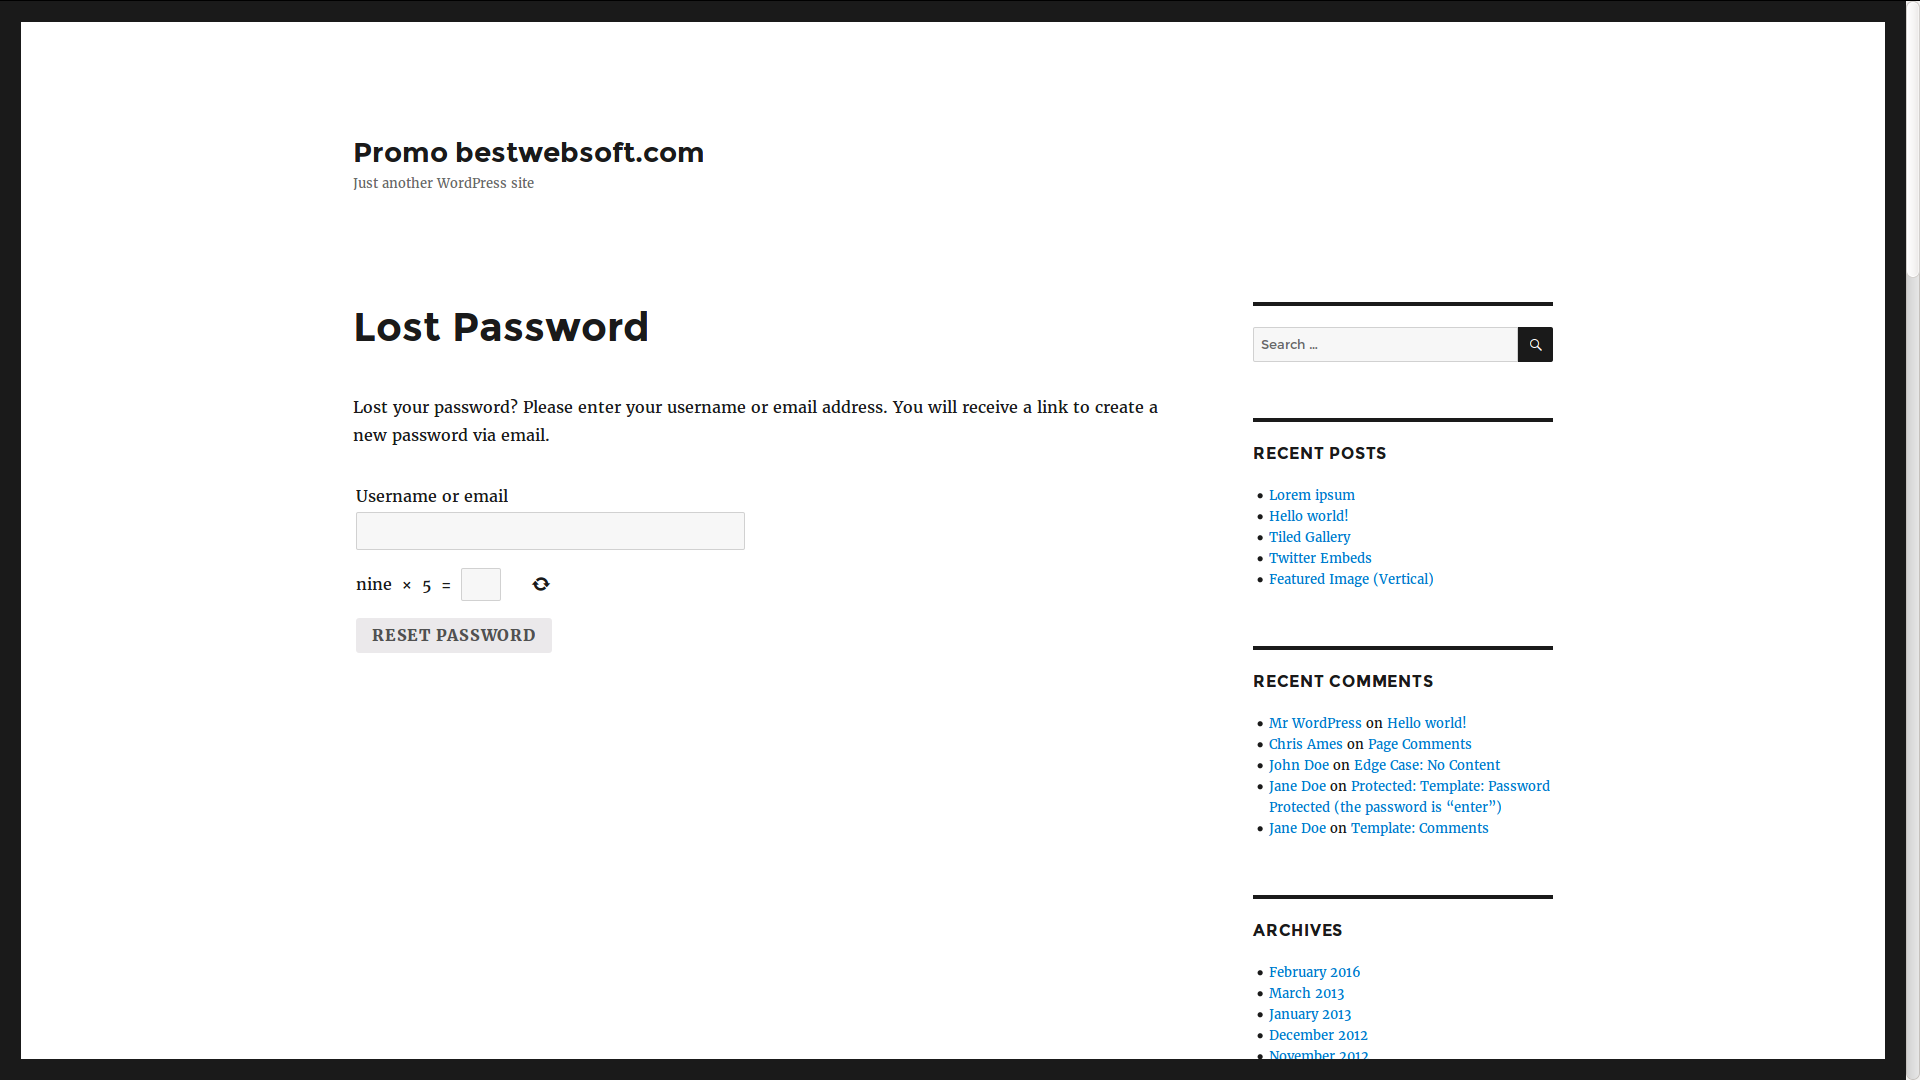 Promo bestwebsoft.com
Just another WordPress site
Lost Password
Lost your password? Please enter your username or email address. You will receive a link to create a
new password via email.
Username or email
nine × 5 =
RESET PASSWORD
Search …
RECENT POSTS
Lorem ipsum
Hello world!
Tiled Gallery
Twitter Embeds
Featured Image (Vertical)
RECENT COMMENTS
Mr WordPress on Hello world!
Chris Ames on Page Comments
John Doe on Edge Case: No Content
Jane Doe on Protected: Template: Password
Protected (the password is “enter”)
Jane Doe on Template: Comments
ARCHIVES
February 2016
March 2013
January 2013
December 2012
November 2012